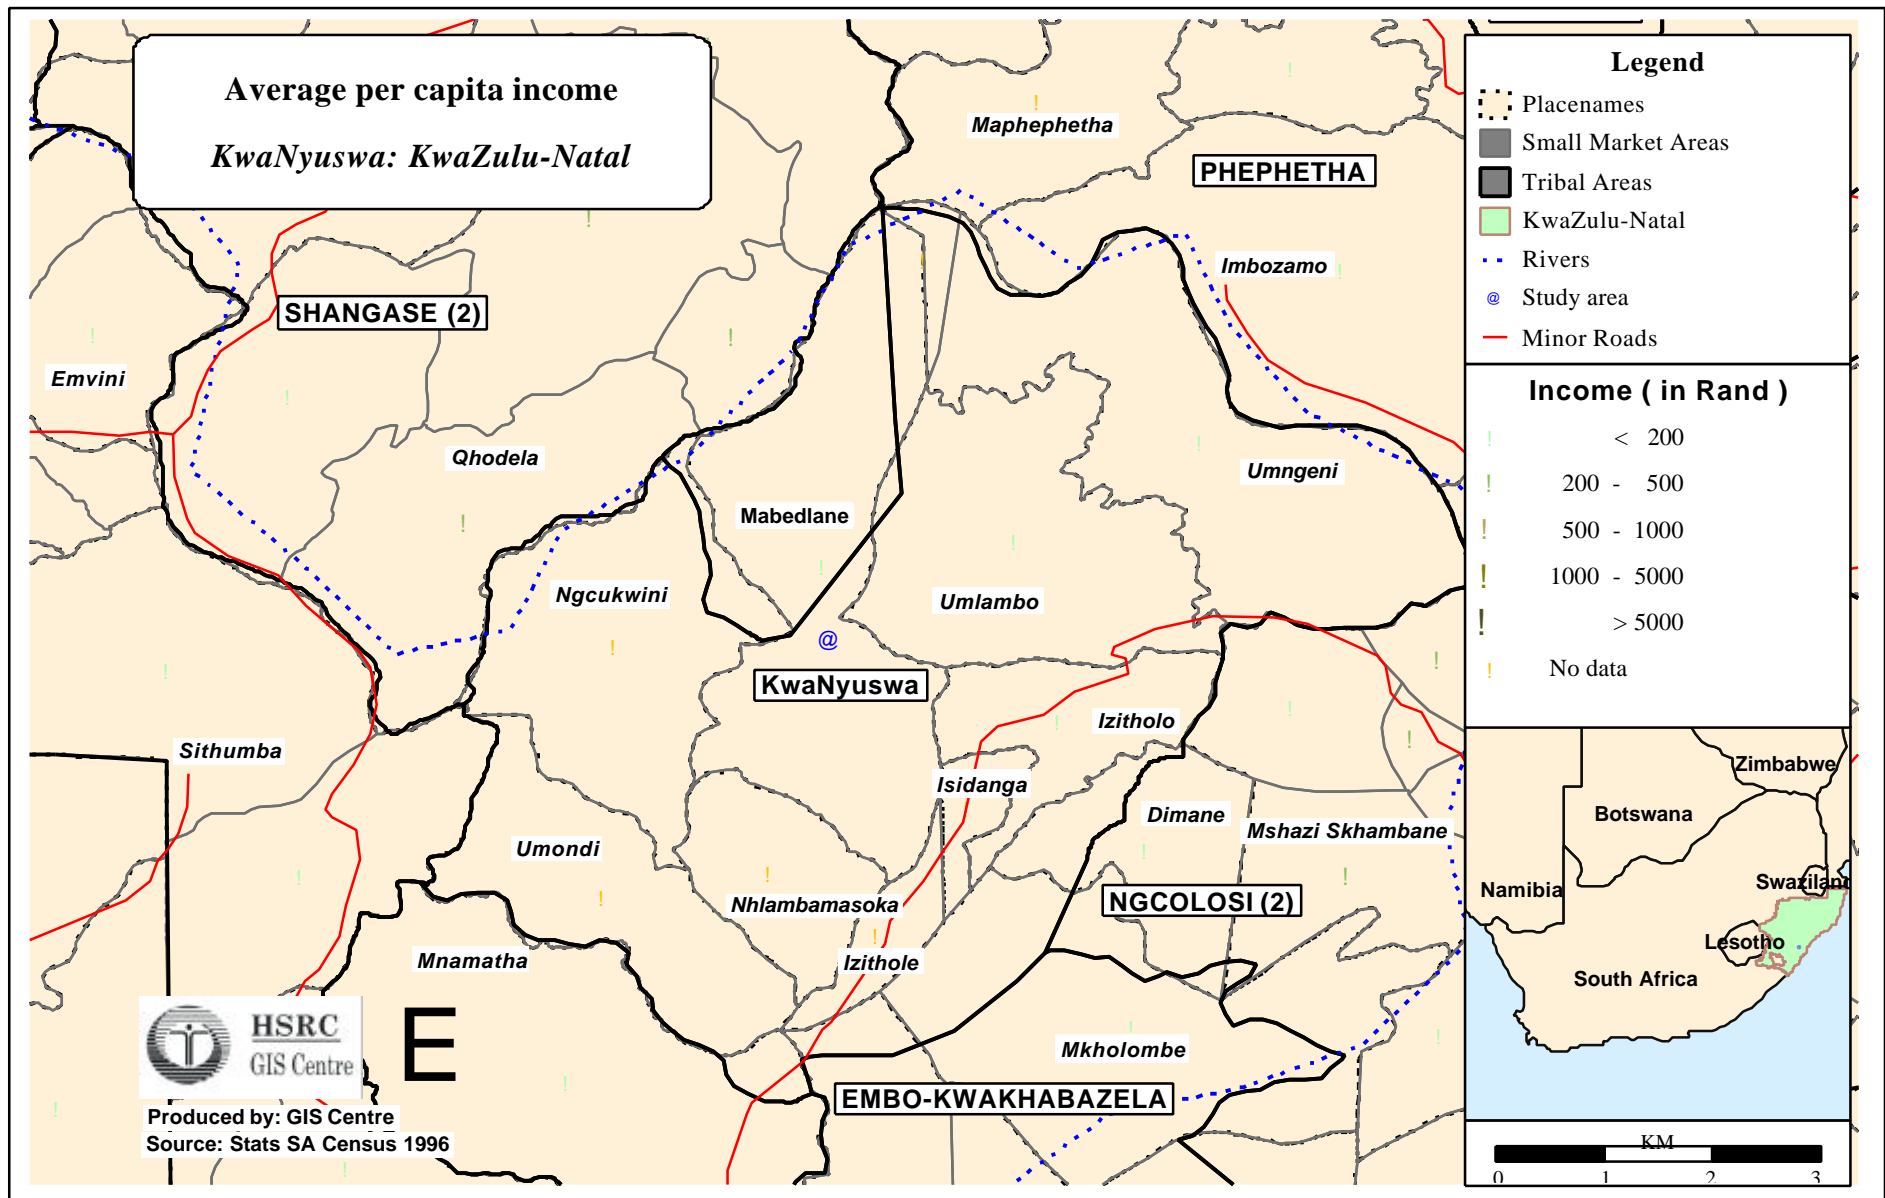 Average per capita income
KwaNyuswa: KwaZulu-Natal
Maphephetha
PHEPHETHA
Imbozamo
SHANGASE (2)
Emvini
Qhodela
Umngeni
Mabedlane
Ngcukwini
Umlambo
@
KwaNyuswa
Izitholo
Sithumba
Isidanga
Dimane
Mshazi Skhambane
Umondi
Nhlambamasoka
NGCOLOSI (2)
Mnamatha
Izithole
E
Mkholombe
EMBO-KWAKHABAZELA
HSRC
GIS Centre
Produced by: GIS Centre
Source: Stats SA Census 1996
Legend
Placenames
Small Market Areas
Tribal Areas
KwaZulu-Natal
Rivers
@ Study area
Minor Roads
Income ( in Rand )
! < 200
! 200 - 500
! 500 - 1000
! 1000 - 5000
! > 5000
! No data
Zimbabwe
Botswana
Namibia
Swaziland
Lesotho
South Africa
KM
0 1 2 3